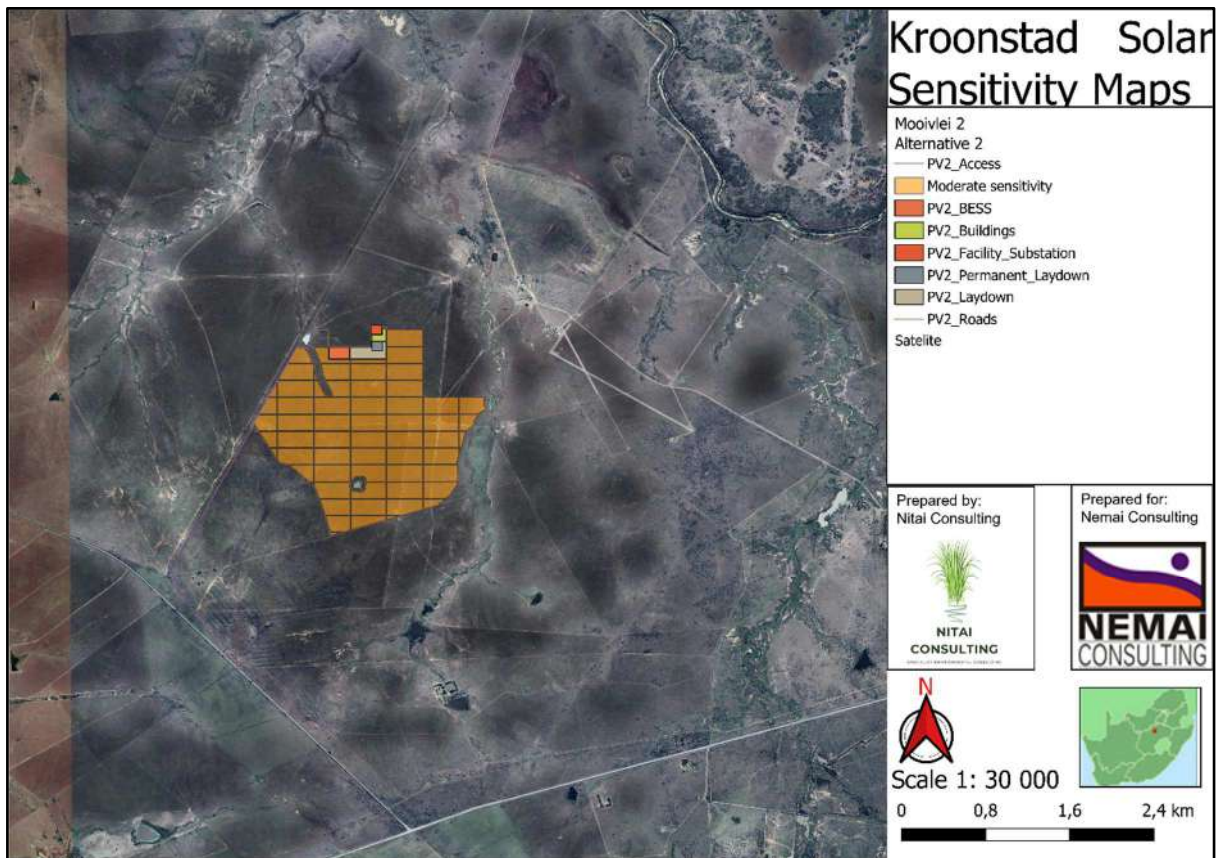 Kroonstad Solar
Sensitivity Maps
Mooivlei 2
Alternative 2
PV2_Access
Moderate sensitivity
PV2_BESS
PV2_Buildings
PV2_Facility_Substation
PV2_Permanent_Laydown
PV2_Laydown
PV2_Roads
Satelite
Prepared by:
Nitai Consulting
NITAI
CONSULTING
Prepared for:
Nemai Consulting
NEMAI
CONSULTING
N
Scale 1: 30 000
0 0,8 1,6 2,4 km